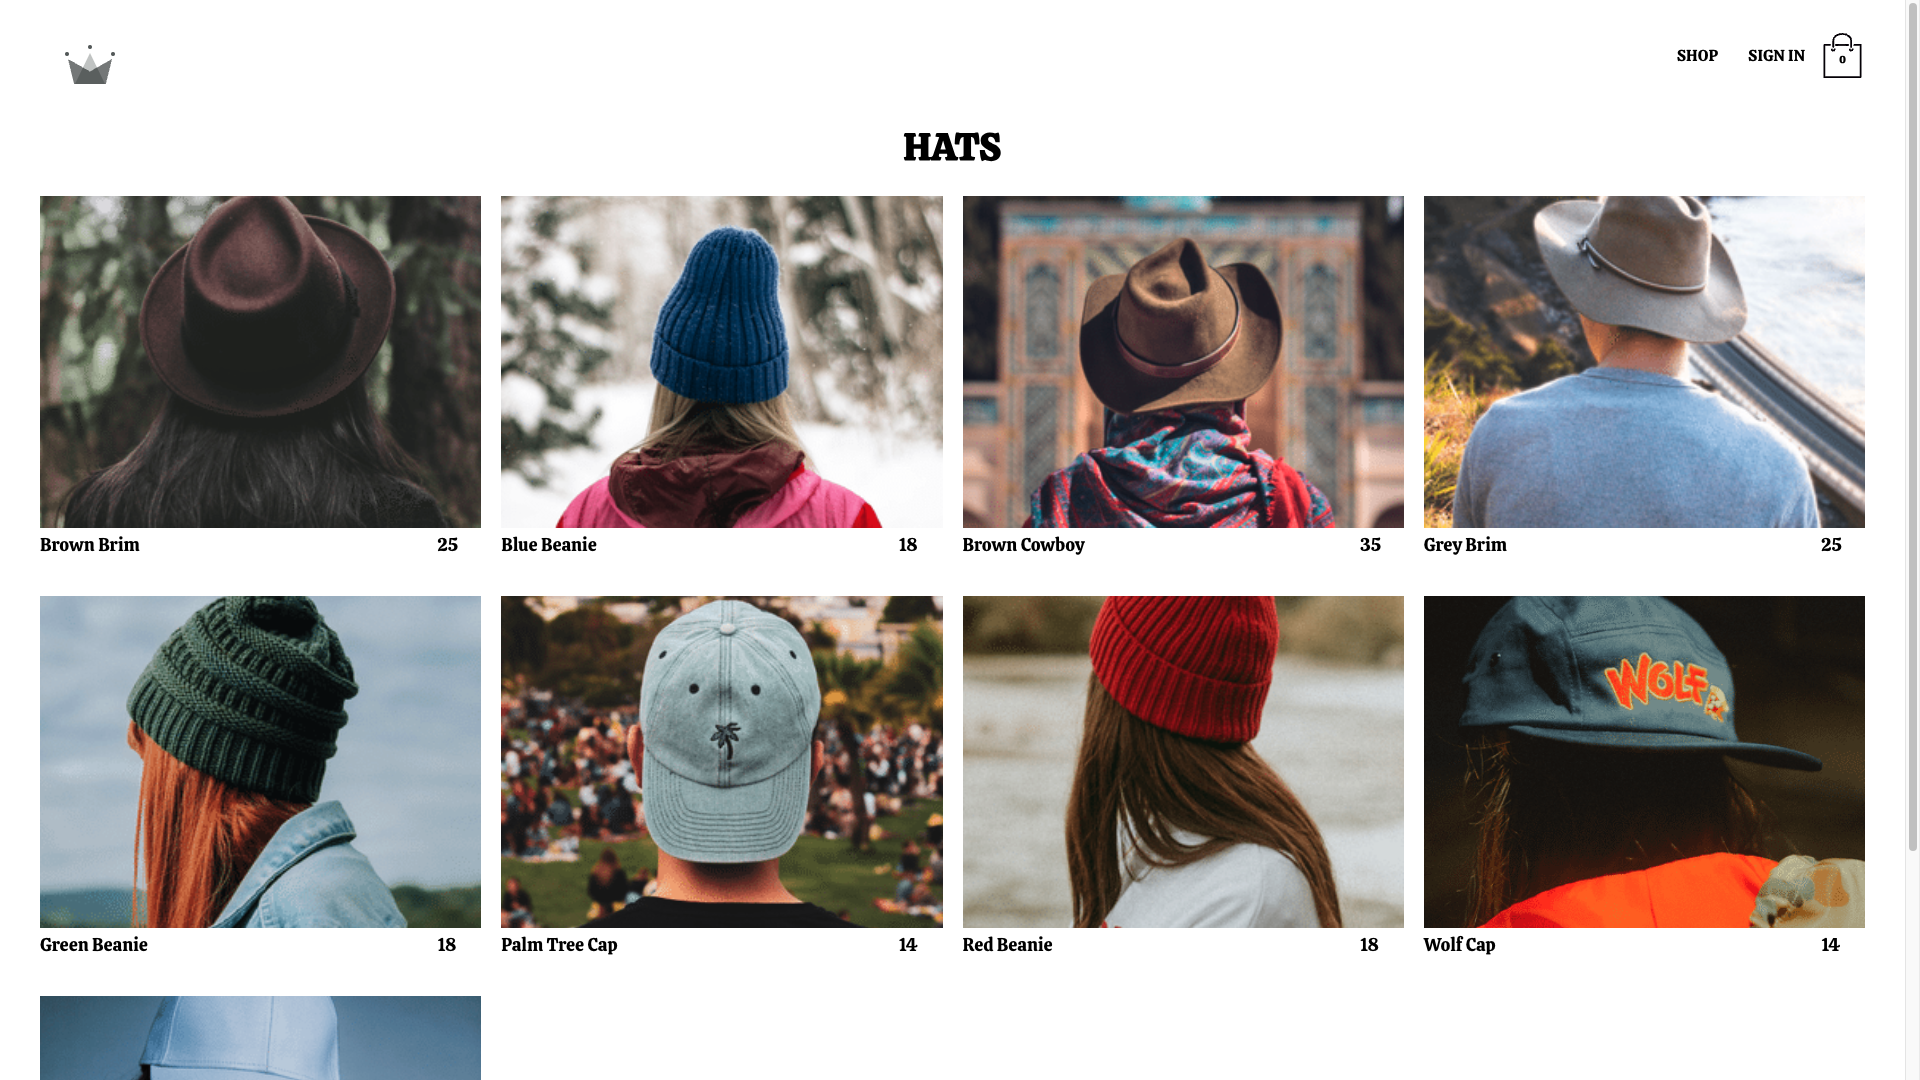 SHOP SIGN IN 0
HATS
Brown Brim 25
Blue Beanie 18
Brown Cowboy 35
Grey Brim 25
WOLF
Green Beanie 18
Palm Tree Cap 14
Red Beanie 18
Wolf Cap 14